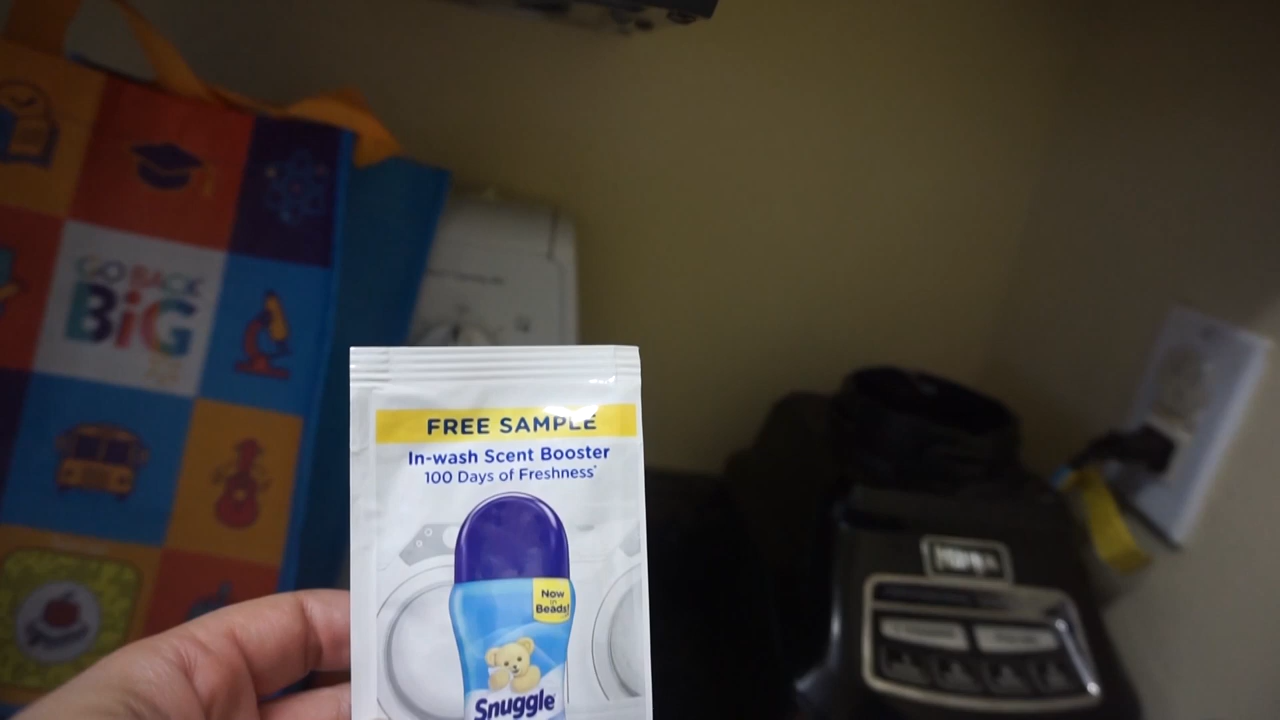 GO BACK
BiG
FREE SAMPLE
In-wash Scent Booster
100 Days of Freshness*
Now
in
Beads!
Snuggle